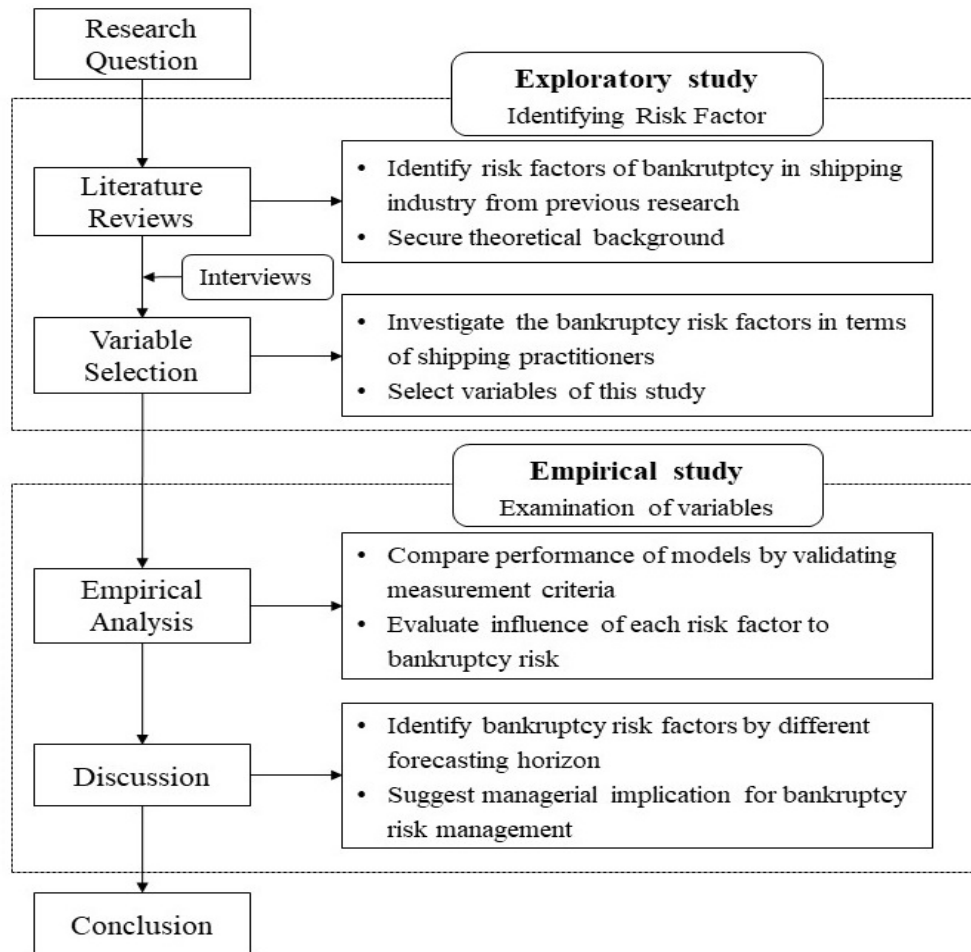 Research
Question
Exploratory study
Identifying Risk Factor
Literature
Reviews
• Identify risk factors of bankrutptcy in shipping
industry from previous research
• Secure theoretical background
Interviews
Variable
Selection
• Investigate the bankruptcy risk factors in terms
of shipping practitioners
• Select variables of this study
Empirical study
Examination of variables
Empirical
Analysis
• Compare performance of models by validating
measurement criteria
• Evaluate influence of each risk factor to
bankruptcy risk
Discussion
• Identify bankruptcy risk factors by different
forecasting horizon
• Suggest managerial implication for bankruptcy
risk management
Conclusion